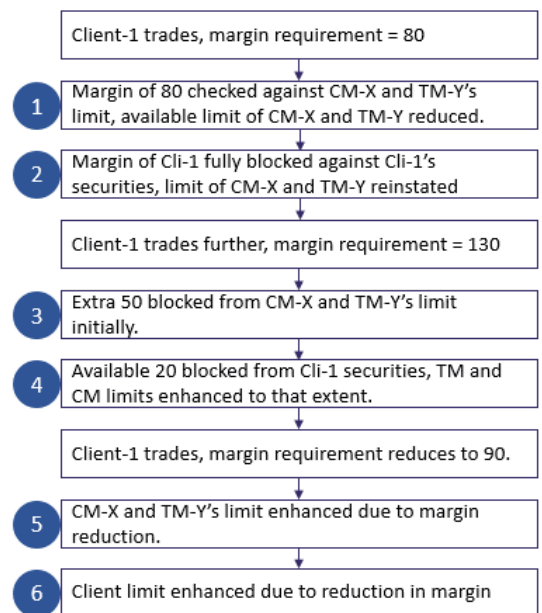 Client-1 trades, margin requirement = 80
1
Margin of 80 checked against CM-X and TM-Y's
limit, available limit of CM-X and TM-Y reduced.
2
Margin of Cli-1 fully blocked against Cli-1's
securities, limit of CM-X and TM-Y reinstated
Client-1 trades further, margin requirement = 130
3
Extra 50 blocked from CM-X and TM-Y's limit
initially.
4
Available 20 blocked from Cli-1 securities, TM and
CM limits enhanced to that extent.
Client-1 trades, margin requirement reduces to 90.
5
CM-X and TM-Y's limit enhanced due to margin
reduction.
6
Client limit enhanced due to reduction in margin